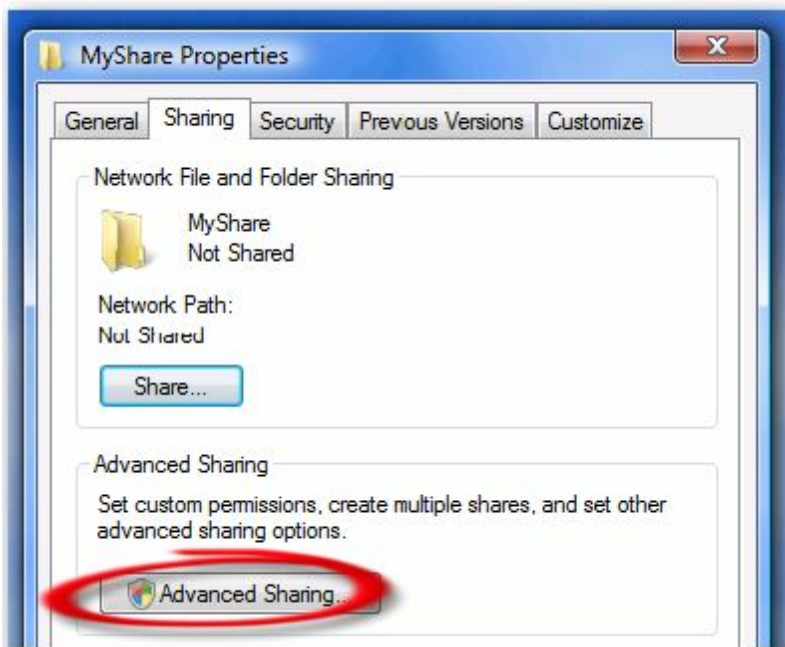 MyShare Properties
General Sharing Security Prevous Versions Customize
Network File and Folder Sharing
MyShare
Not Shared
Network Path:
Not Shared
Share...
Advanced Sharing
Set custom permissions, create multiple shares, and set other
advanced sharing options.
Advanced Sharing...